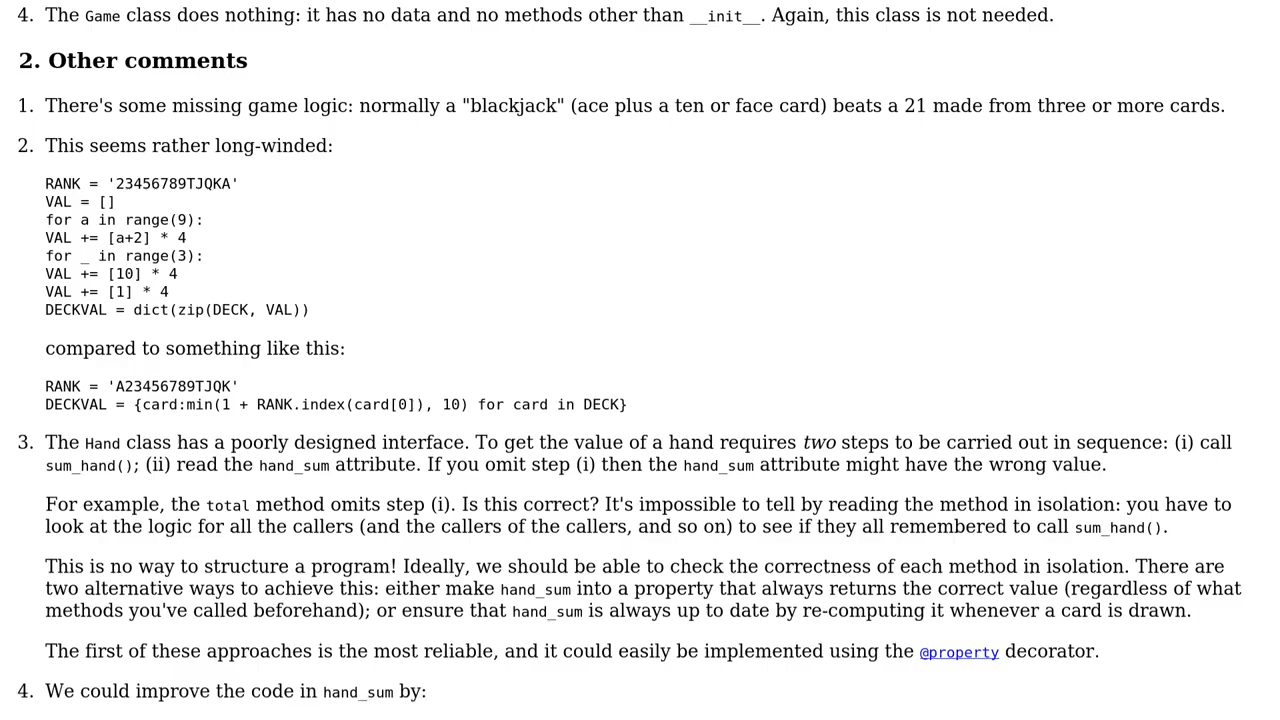 4. The Game class does nothing: it has no data and no methods other than __init__. Again, this class is not needed.
2. Other comments
1. There's some missing game logic: normally a "blackjack" (ace plus a ten or face card) beats a 21 made from three or more cards.
2. This seems rather long-winded:
RANK = '23456789TJQKA'
VAL = []
for a in range(9):
VAL += [a+2] * 4
for _ in range(3):
VAL += [10] * 4
VAL += [1] * 4
DECKVAL = dict(zip(DECK, VAL))
compared to something like this:
RANK = 'A23456789TJQK'
DECKVAL = {card:min(1 + RANK.index(card[0]), 10) for card in DECK}
3. The Hand class has a poorly designed interface. To get the value of a hand requires two steps to be carried out in sequence: (i) call
sum_hand(); (ii) read the hand_sum attribute. If you omit step (i) then the hand_sum attribute might have the wrong value.
For example, the total method omits step (i). Is this correct? It's impossible to tell by reading the method in isolation: you have to
look at the logic for all the callers (and the callers of the callers, and so on) to see if they all remembered to call sum_hand().
This is no way to structure a program! Ideally, we should be able to check the correctness of each method in isolation. There are
two alternative ways to achieve this: either make hand_sum into a property that always returns the correct value (regardless of what
methods you've called beforehand); or ensure that hand_sum is always up to date by re-computing it whenever a card is drawn.
The first of these approaches is the most reliable, and it could easily be implemented using the @property decorator.
4. We could improve the code in hand_sum by: